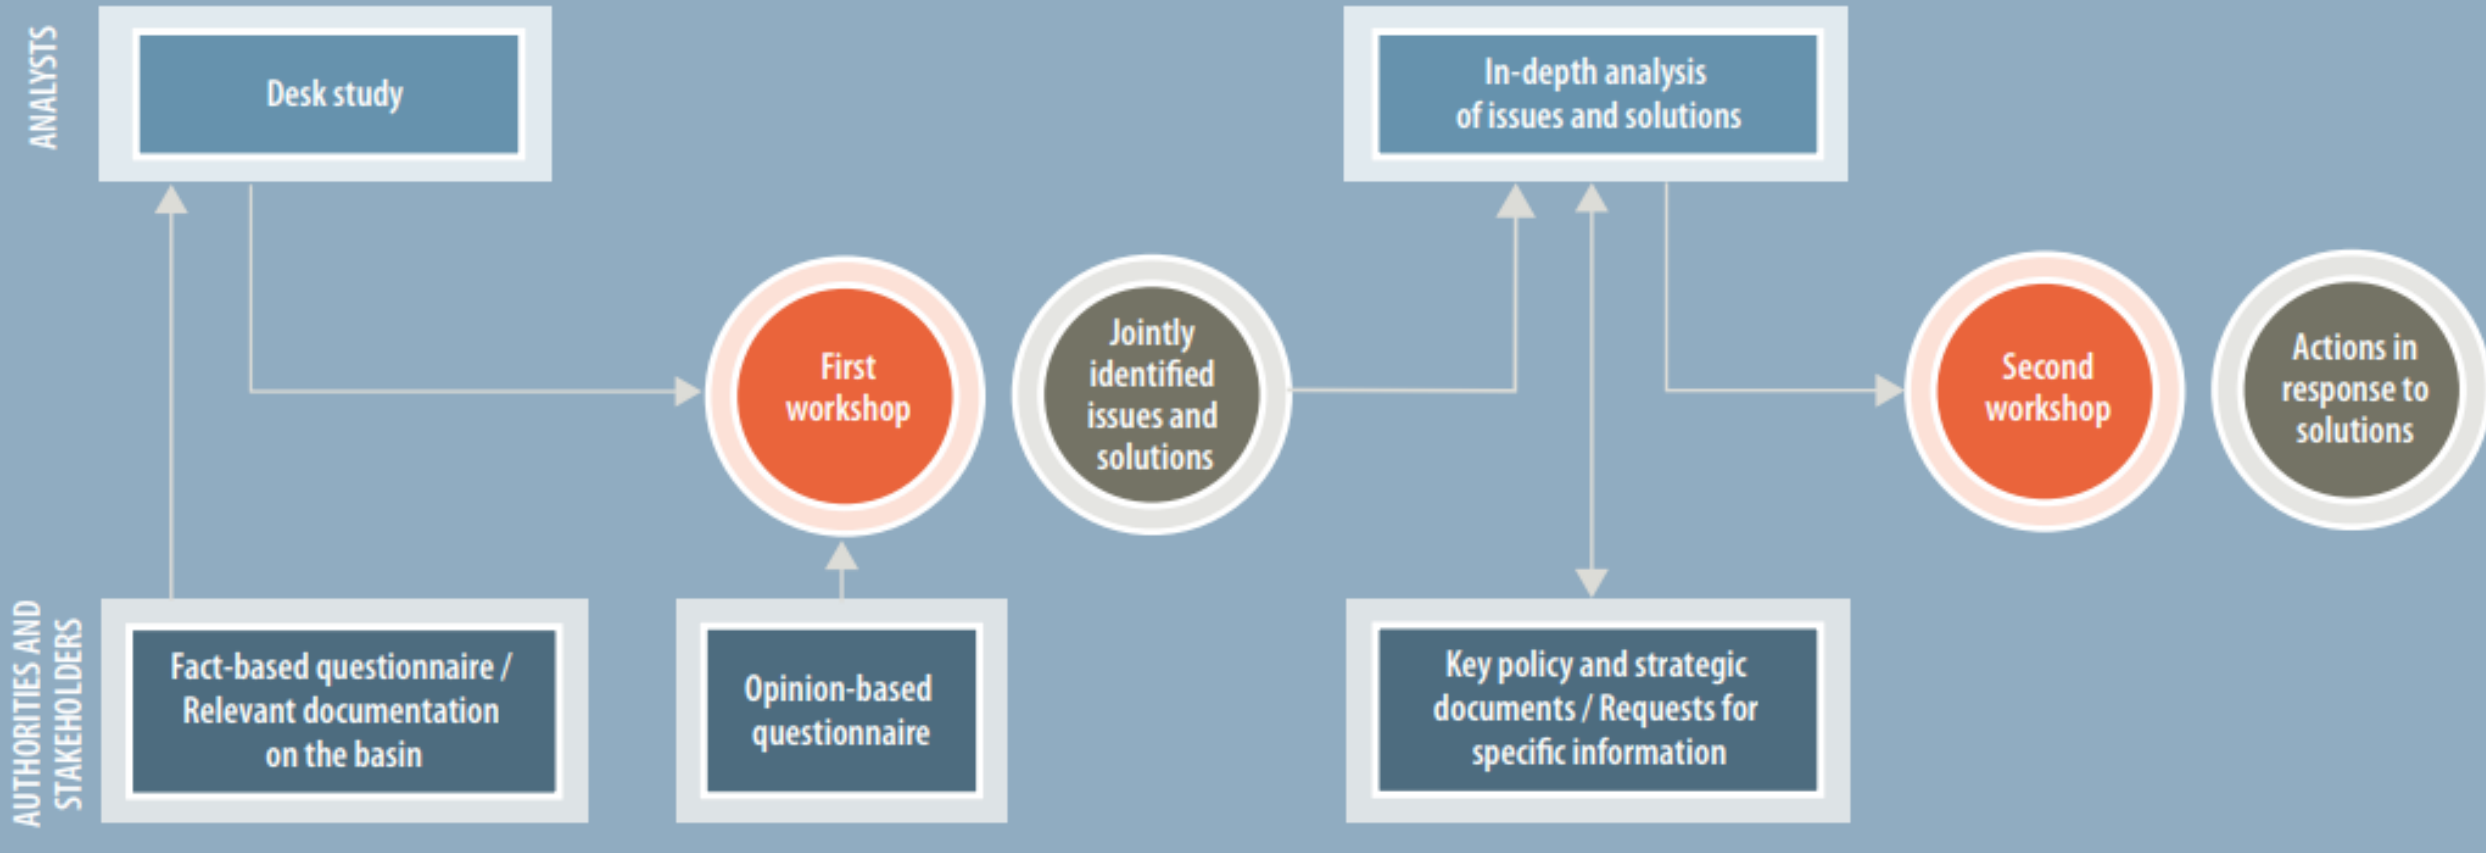 ANALYSTS
Desk study
In-depth analysis
of issues and solutions
First
workshop
Jointly
identified
issues and
solutions
Second
workshop
Actions in
response to
solutions
AUTHORITIES AND
STAKEHOLDERS
Fact-based questionnaire /
Relevant documentation
on the basin
Opinion-based
questionnaire
Key policy and strategic
documents / Requests for
specific information